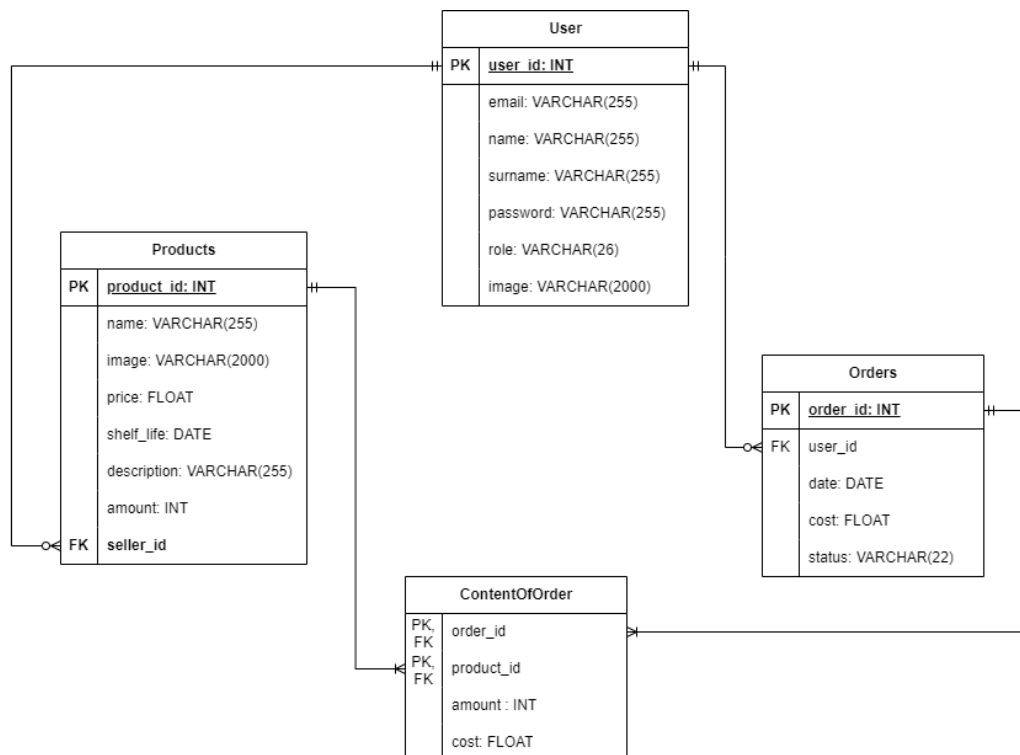 User
PK user_id: INT
email: VARCHAR(255)
name: VARCHAR(255)
surname: VARCHAR(255)
password: VARCHAR(255)
role: VARCHAR(26)
image: VARCHAR(2000)
Products
PK product_id: INT
name: VARCHAR(255)
image: VARCHAR(2000)
price: FLOAT
shelf_life: DATE
description: VARCHAR(255)
amount: INT
FK seller_id
Orders
PK order_id: INT
FK user_id
date: DATE
cost: FLOAT
status: VARCHAR(22)
ContentOfOrder
PK, FK order_id
PK, FK product_id
amount : INT
cost: FLOAT